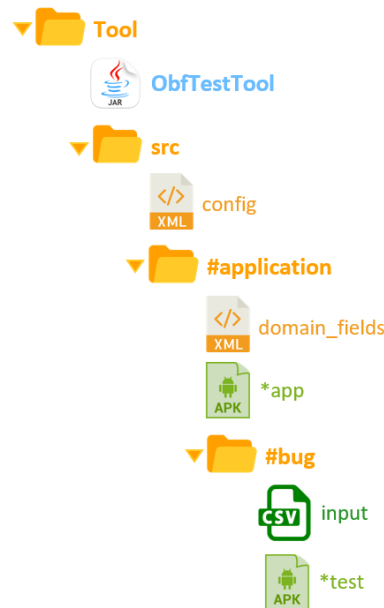 Tool
JAR
ObfTestTool
src
</>
XML
config
#application
</>
XML
domain_fields
APK
*app
#bug
CSV
input
APK
*test